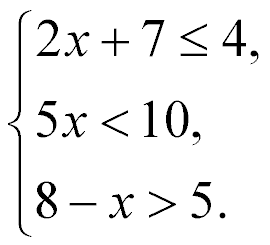 2x + 7 ≤ 4,
5x < 10,
8 − x > 5.